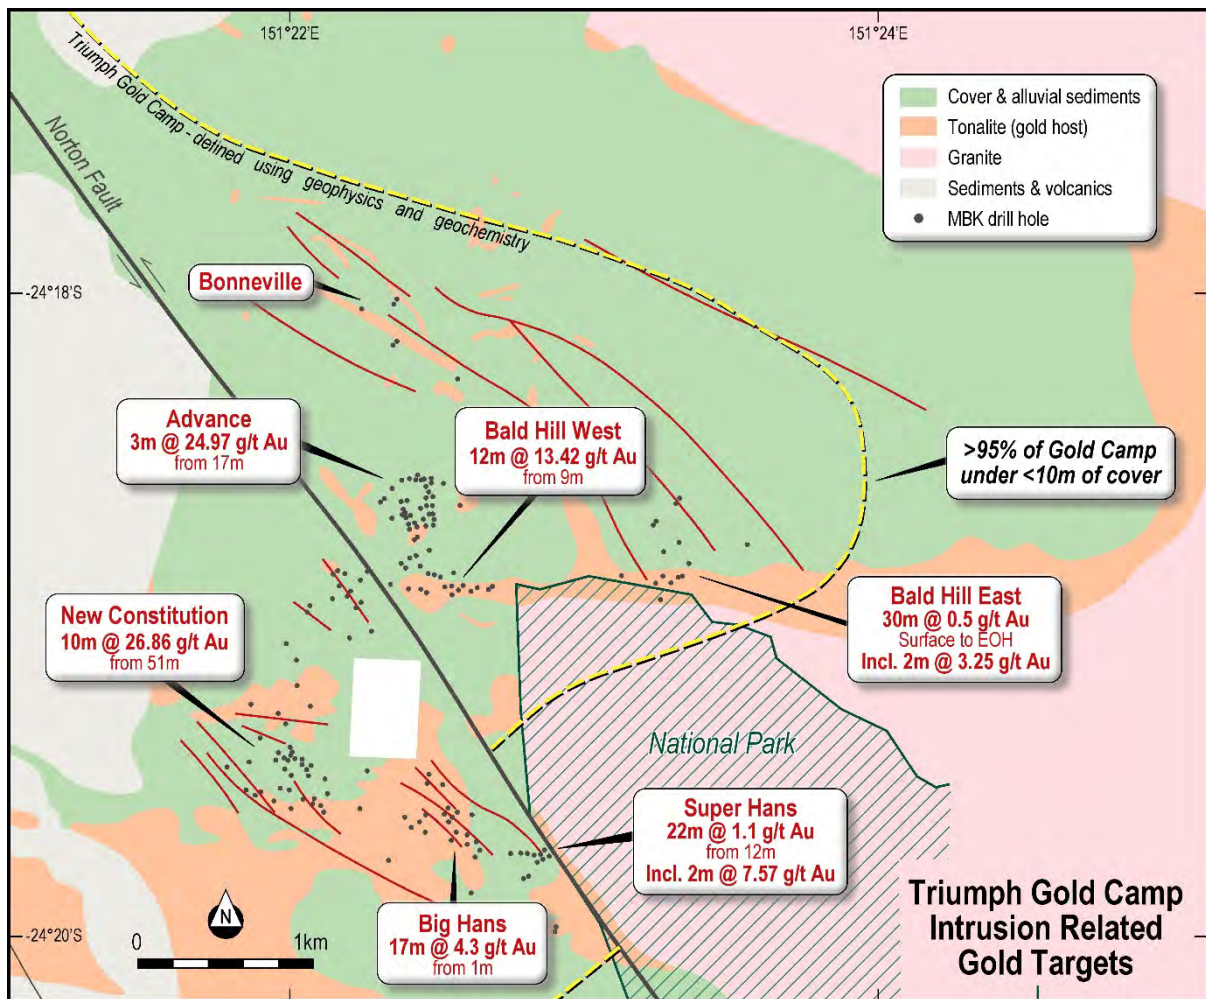 151°22'E
151°24'E
Triumph Gold Camp - defined using geophysics and geochemistry
Cover & alluvial sediments
Tonalite (gold host)
Granite
Sediments & volcanics
MBK drill hole
Norton Fault
-24°18'S
Bonneville
Advance
3m @ 24.97 g/t Au
from 17m
Bald Hill West
12m @ 13.42 g/t Au
from 9m
>95% of Gold Camp
under <10m of cover
New Constitution
10m @ 26.86 g/t Au
from 51m
Bald Hill East
30m @ 0.5 g/t Au
Surface to EOH
Incl. 2m @ 3.25 g/t Au
National Park
Super Hans
22m @ 1.1 g/t Au
from 12m
Incl. 2m @ 7.57 g/t Au
Big Hans
17m @ 4.3 g/t Au
from 1m
-24°20'S
N
0
1km
Triumph Gold Camp
Intrusion Related
Gold Targets